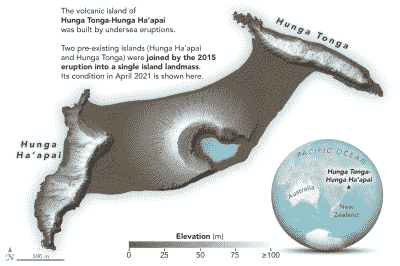 The volcanic island of
Hunga Tonga-Hunga Ha‘apai
was built by undersea eruptions.
Two pre-existing islands (Hunga Ha‘apai
and Hunga Tonga) were joined by the 2015
eruption into a single island landmass.
Its condition in April 2021 is shown here.
Hunga Tonga
Hunga
Ha‘apai
PACIFIC OCEAN
Hunga Tonga-
Hunga Ha‘apai
Australia
New
Zealand
Elevation (m)
0 25 50 75 ≥100
N
500 m